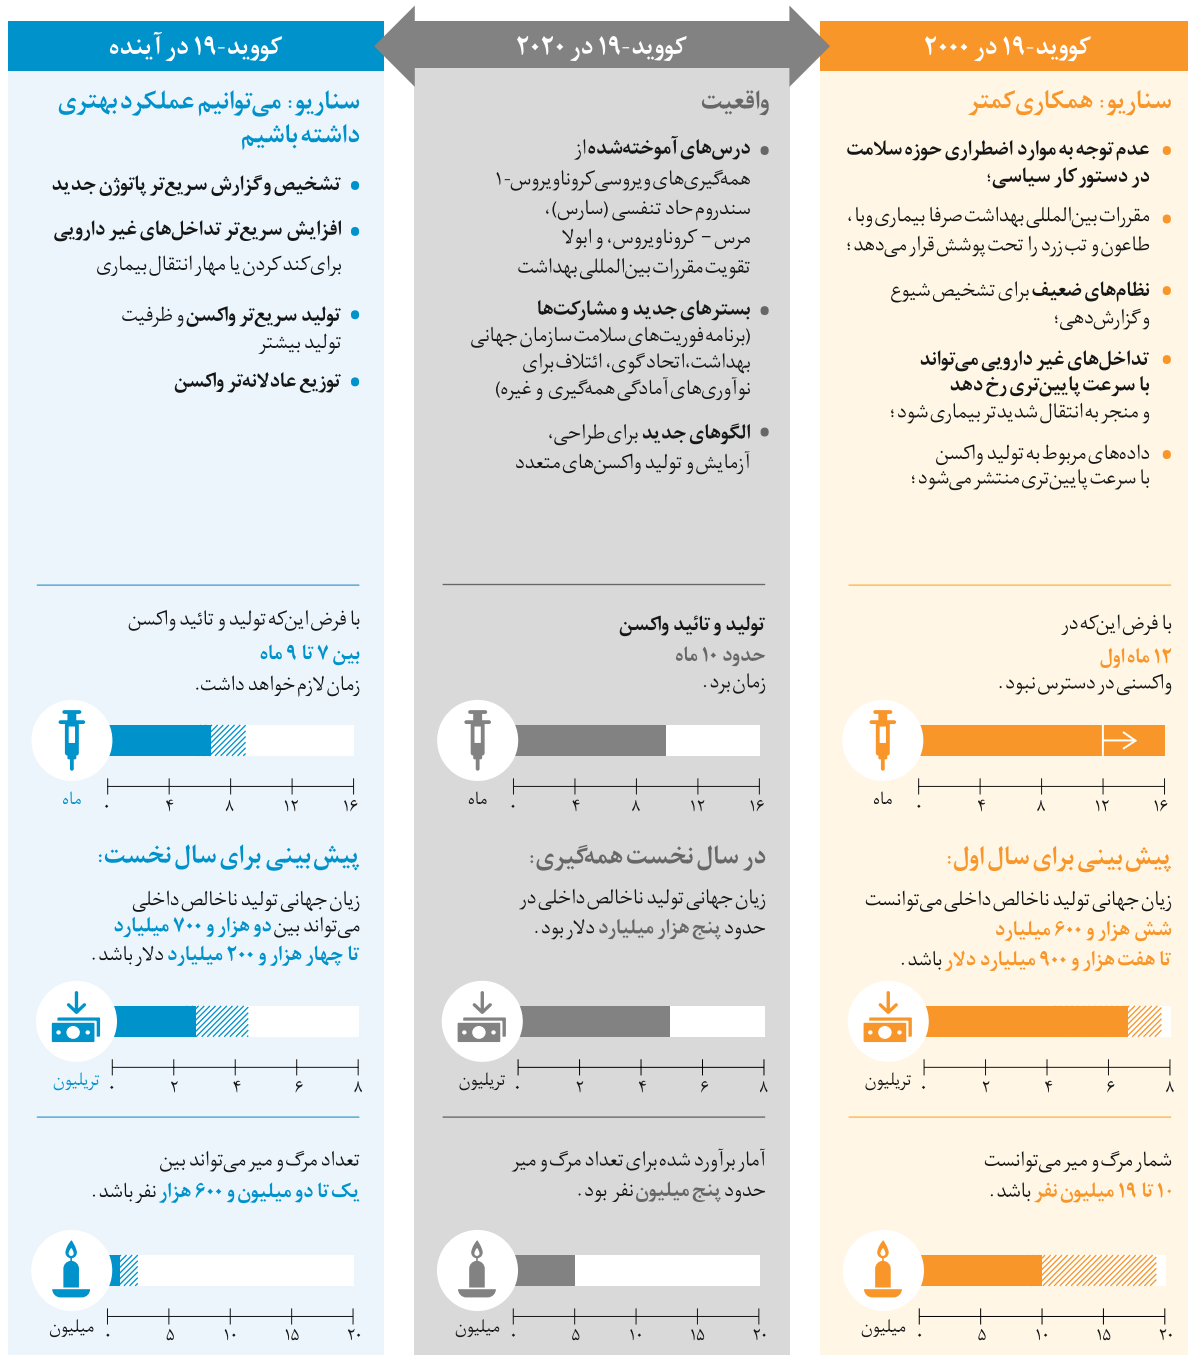 کووید-۱۹ در ۲۰۰۰
سناریو: همکاری کمتر
عدم توجه به موارد اضطراری حوزه سلامت
در دستور کار سیاسی؛
مقررات بین‌المللی بهداشت صرفا بیماری وبا،
طاعون و تب زرد را تحت پوشش قرار می‌دهد؛
نظام‌های ضعیف برای تشخیص شیوع
و گزارش‌دهی؛
تداخل‌های غیر دارویی می‌تواند
با سرعت پایین‌تری رخ دهد
و منجر به انتقال شدیدتر بیماری شود؛
داده‌های مربوط به تولید واکسن
با سرعت پایین‌تری منتشر می‌شود؛
با فرض این‌که در
۱۲ ماه اول
واکسنی در دسترس نبود.
ماه
۰ ۴ ۸ ۱۲ ۱۶
پیش‌بینی برای سال اول:
زیان جهانی تولید ناخالص داخلی می‌توانست
شش هزار و ۶۰۰ میلیارد
تا هفت هزار و ۹۰۰ میلیارد دلار باشد.
تریلیون
۰ ۲ ۴ ۶ ۸
شمار مرگ و میر می‌توانست
۱۰ تا ۱۹ میلیون نفر باشد.
میلیون
۰ ۵ ۱۰ ۱۵ ۲۰
کووید-۱۹ در ۲۰۲۰
واقعیت
درس‌های آموخته‌شده از
همه‌گیری‌های ویروسی کروناویروس-۱
سندروم حاد تنفسی (سارس)،
مرس – کروناویروس، و ابولا
تقویت مقررات بین‌المللی بهداشت
بسترهای جدید و مشارکت‌ها
(برنامه فوریت‌های سلامت سازمان جهانی
بهداشت، اتحاد گوی، ائتلاف برای
نوآوری‌های آمادگی همه‌گیری و غیره)
الگوهای جدید برای طراحی،
آزمایش و تولید واکسن‌های متعدد
تولید و تائید واکسن
حدود ۱۰ ماه
زمان برد.
ماه
۰ ۴ ۸ ۱۲ ۱۶
در سال نخست همه‌گیری:
زیان جهانی تولید ناخالص داخلی در
حدود پنج هزار میلیارد دلار بود.
تریلیون
۰ ۲ ۴ ۶ ۸
آمار برآورد شده برای تعداد مرگ و میر
حدود پنج میلیون نفر بود.
میلیون
۰ ۵ ۱۰ ۱۵ ۲۰
کووید-۱۹ در آینده
سناریو: می‌توانیم عملکرد بهتری
داشته باشیم
تشخیص و گزارش سریع‌تر پاتوژن جدید
افزایش سریع‌تر تداخل‌های غیر دارویی
برای کند کردن یا مهار انتقال بیماری
تولید سریع‌تر واکسن و ظرفیت
تولید بیشتر
توزیع عادلانه‌تر واکسن
با فرض این‌که تولید و تائید واکسن
بین ۷ تا ۹ ماه
زمان لازم خواهد داشت.
ماه
۰ ۴ ۸ ۱۲ ۱۶
پیش‌بینی برای سال نخست:
زیان جهانی تولید ناخالص داخلی
می‌تواند بین دو هزار و ۷۰۰ میلیارد
تا چهار هزار و ۲۰۰ میلیارد دلار باشد.
تریلیون
۰ ۲ ۴ ۶ ۸
تعداد مرگ و میر می‌تواند بین
یک تا دو میلیون و ۶۰۰ هزار نفر باشد.
میلیون
۰ ۵ ۱۰ ۱۵ ۲۰